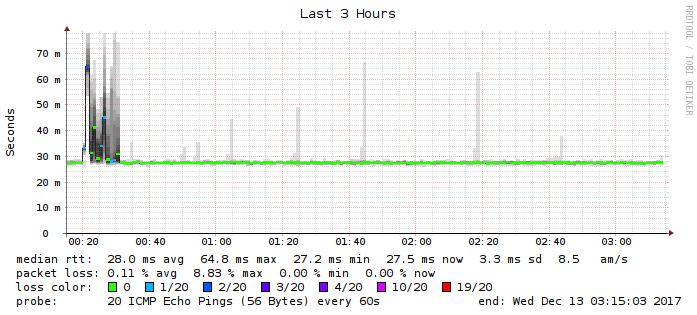 Last 3 Hours
RRDTOOL / TOBI OETIKER
Seconds
70 m
60 m
50 m
40 m
30 m
20 m
10 m
0
00:20 00:40 01:00 01:20 01:40 02:00 02:20 02:40 03:00
median rtt: 28.0 ms avg 64.8 ms max 27.2 ms min 27.5 ms now 3.3 ms sd 8.5 am/s
packet loss: 0.11 % avg 8.83 % max 0.00 % min 0.00 % now
loss color: 0 1/20 2/20 3/20 4/20 10/20 19/20
probe: 20 ICMP Echo Pings (56 Bytes) every 60s end: Wed Dec 13 03:15:03 2017